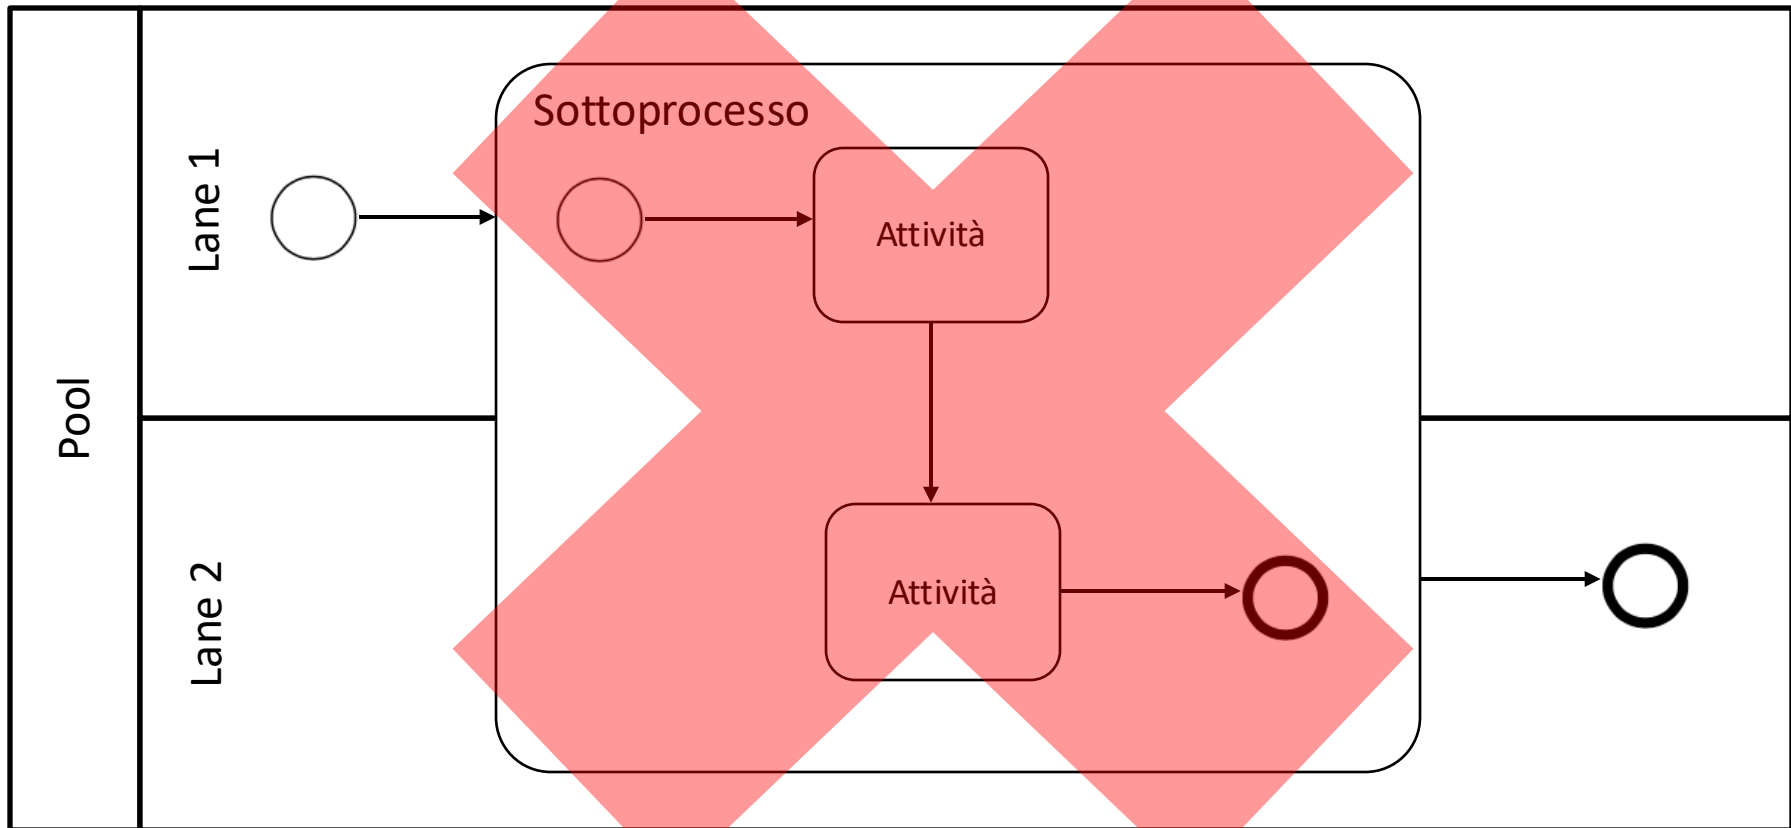 Pool
Lane 1
Sottoprocesso
Attività
Lane 2
Attività